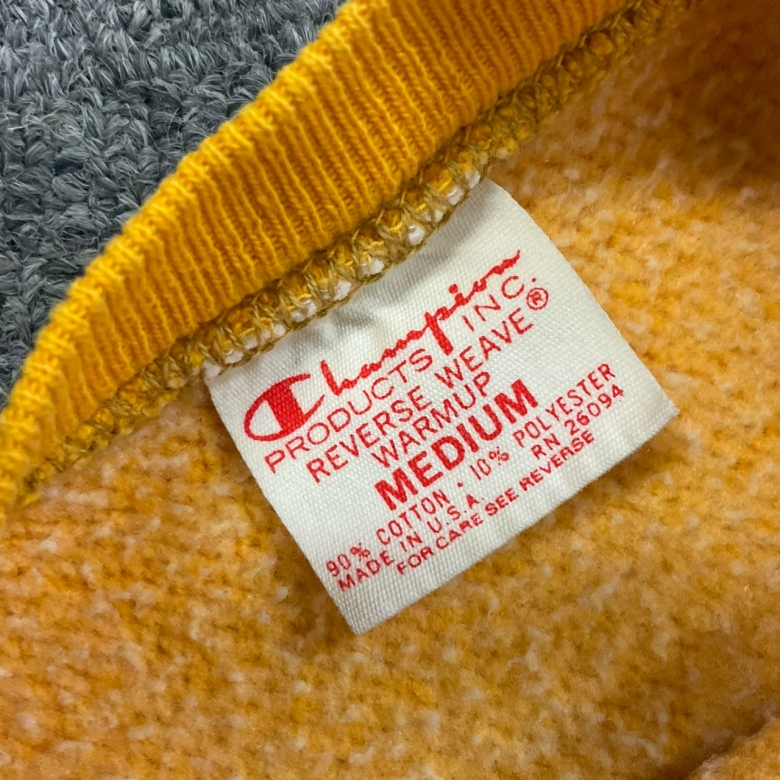 Champion
PRODUCTS INC.
REVERSE WEAVE®
WARMUP
MEDIUM
90% COTTON · 10% POLYESTER
MADE IN U.S.A. RN 26094
FOR CARE SEE REVERSE